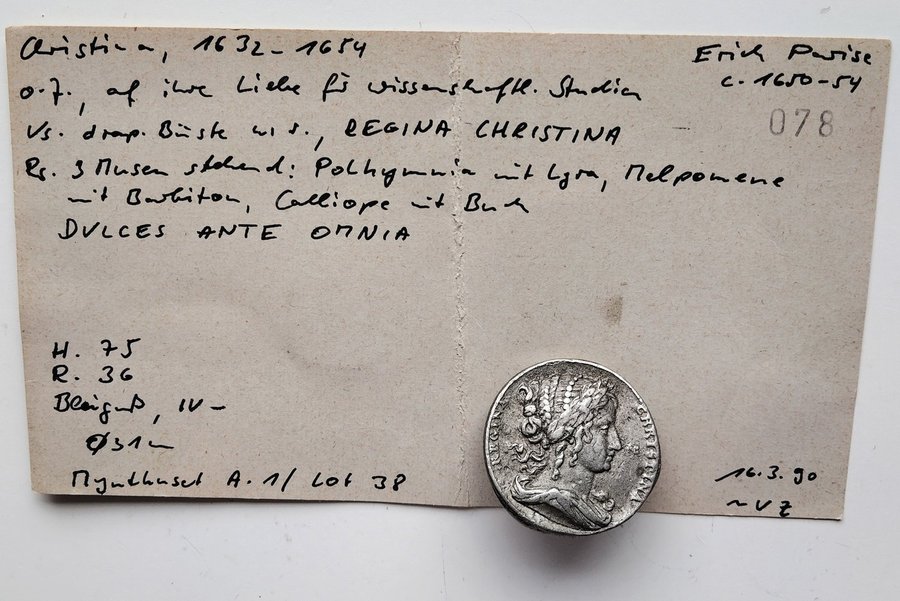 Christina, 1632-1654
Erich Parise
c. 1650-54
o.J., auf ihre Liebe für wissenschaftl. Studien
078
Vs. drap. Büste n. r., REGINA CHRISTINA
Rs. 3 Musen stehend: Polhymnia mit Lyra, Melpomene
mit Barbiton, Calliope mit Buch
DVLCES ANTE OMNIA
H. 75
R. 36
Bleiguß, IV-
Ø31
Mynthuset A. 1/ Lot 38
REGINA CHRISTINA
16.3.90
~VZ